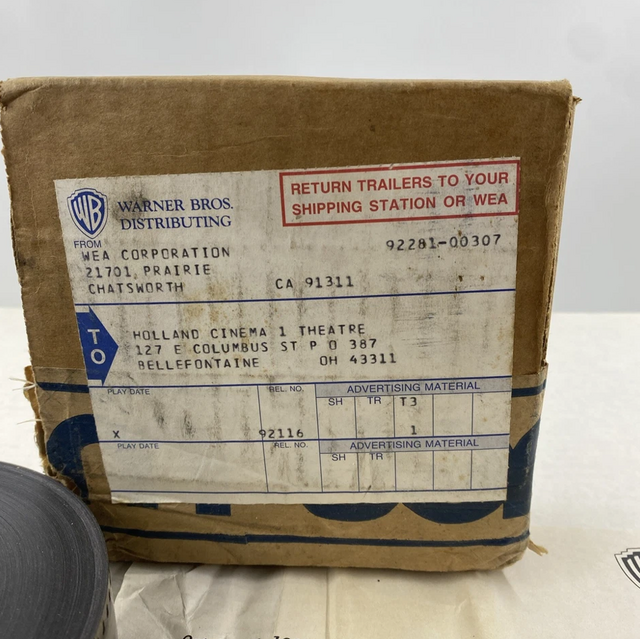 WB
WARNER BROS.
DISTRIBUTING
RETURN TRAILERS TO YOUR
SHIPPING STATION OR WEA
FROM
WEA CORPORATION
92281-00307
21701 PRAIRIE
CHATSWORTH CA 91311
TO
HOLLAND CINEMA 1 THEATRE
127 E COLUMBUS ST P O 387
BELLEFONTAINE OH 43311
PLAY DATE REL. NO. ADVERTISING MATERIAL
SH TR T3
X 92116 1
PLAY DATE REL. NO. ADVERTISING MATERIAL
SH TR